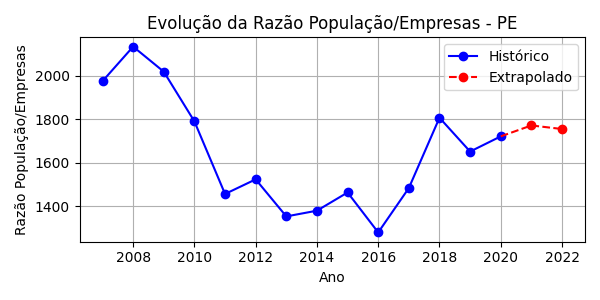 Evolução da Razão População/Empresas - PE
Histórico
Extrapolado
Razão População/Empresas
2000
1800
1600
1400
2008 2010 2012 2014 2016 2018 2020 2022
Ano